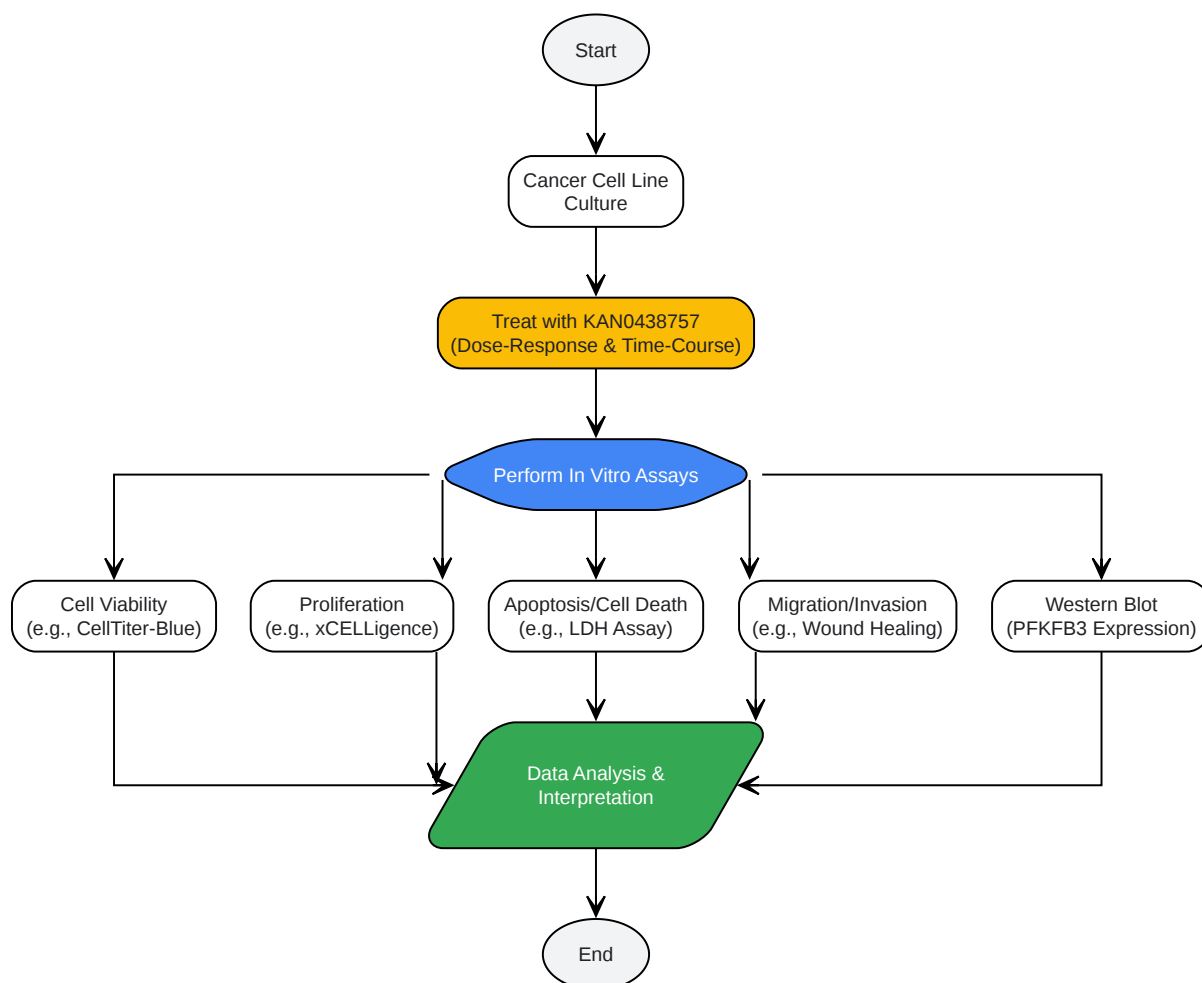 Start
Cancer Cell Line
Culture
Treat with KAN0438757
(Dose-Response & Time-Course)
Perform In Vitro Assays
Cell Viability
(e.g., CellTiter-Blue)
Proliferation
(e.g., xCELLigence)
Apoptosis/Cell Death
(e.g., LDH Assay)
Migration/Invasion
(e.g., Wound Healing)
Western Blot
(PFKFB3 Expression)
Data Analysis &
Interpretation
End